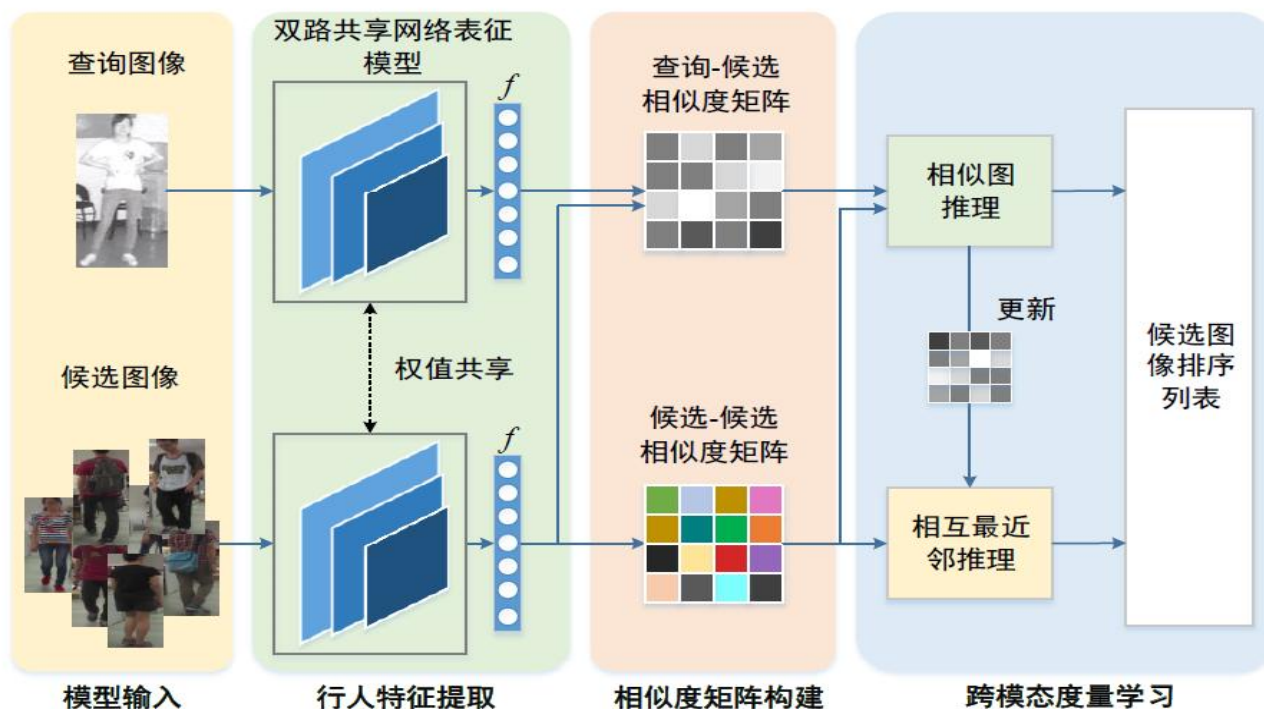 查询图像
候选图像
模型输入
双路共享网络表征
模型
f
权值共享
f
行人特征提取
查询-候选
相似度矩阵
候选-候选
相似度矩阵
相似度矩阵构建
相似图
推理
更新
相互最近
邻推理
候选图
像排序
列表
跨模态度量学习